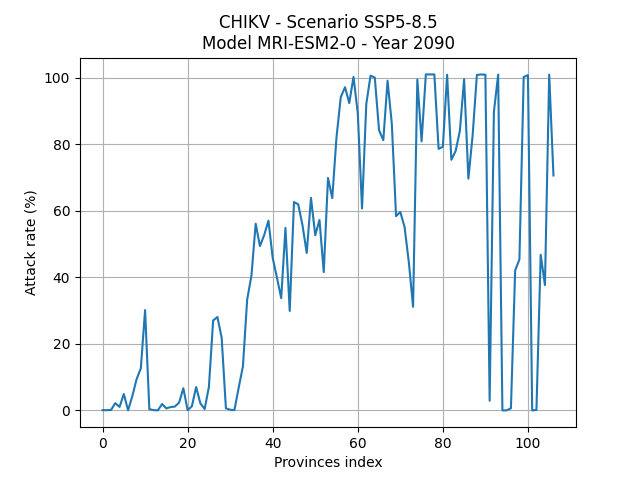 CHIKV - Scenario SSP5-8.5
Model MRI-ESM2-0 - Year 2090
100
80
60
40
20
0
Attack rate (%)
0 20 40 60 80 100
Provinces index